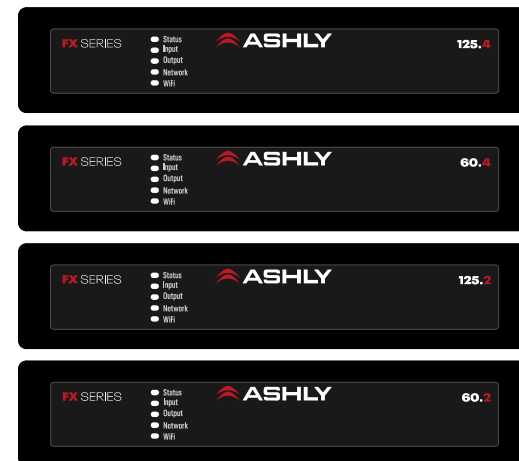 FX SERIES
Status
Input
Output
Network
WiFi
ASHLY
125.4
FX SERIES
Status
Input
Output
Network
WiFi
ASHLY
60.4
FX SERIES
Status
Input
Output
Network
WiFi
ASHLY
125.2
FX SERIES
Status
Input
Output
Network
WiFi
ASHLY
60.2